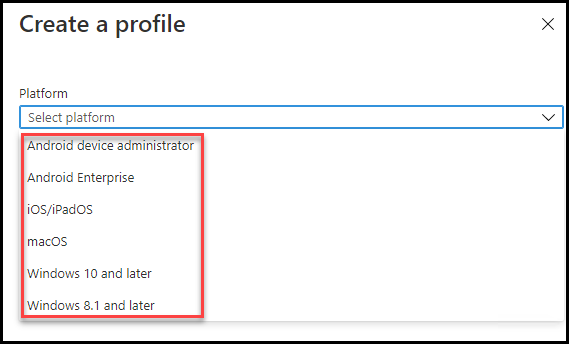 Create a profile
Platform
Select platform
Android device administrator
Android Enterprise
iOS/iPadOS
macOS
Windows 10 and later
Windows 8.1 and later